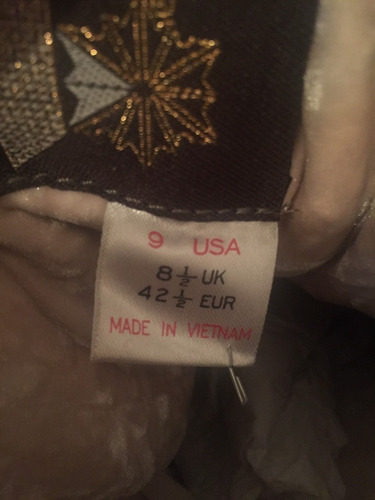 9 USA
8½ UK
42½ EUR
MADE IN VIETNAM